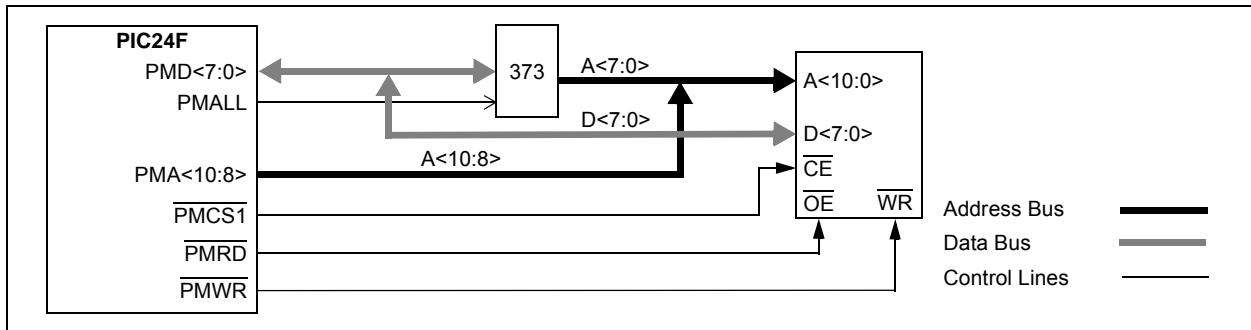 PIC24F
PMD<7:0>
373
A<7:0>
A<10:0>
PMALL
D<7:0>
D<7:0>
A<10:8>
PMA<10:8>
CE
PMCS1
OE
WR
Address Bus
PMRD
Data Bus
PMWR
Control Lines